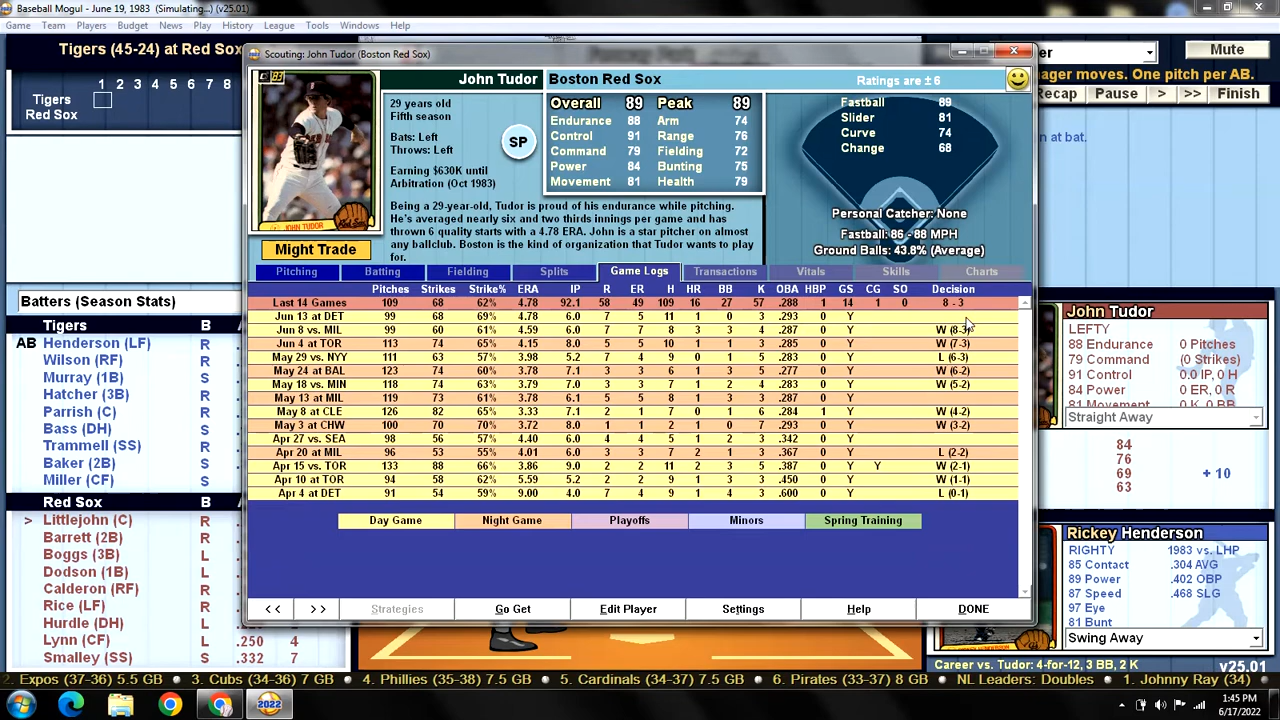 Baseball Mogul - June 19, 1983 (Simulating...) (v25.01)
Game Team Players Budget News Play History League Tools Windows Help
Tigers (45-24) at Red Sox
Mute
nager moves. One pitch per AB.
Recap Pause > >> Finish
1 2 3 4 5 6 7 8
Tigers
Red Sox
n at bat.
Scouting: John Tudor (Boston Red Sox)
John Tudor
Boston Red Sox
Ratings are ± 6
29 years old
Fifth season
Bats: Left
Throws: Left
Earning $630K until
Arbitration (Oct 1983)
SP
Overall 89 Peak 89
Endurance 88 Arm 74
Control 91 Range 76
Command 79 Fielding 72
Power 84 Bunting 75
Movement 81 Health 79
Fastball 89
Slider 81
Curve 74
Change 68
Personal Catcher: None
Fastball: 86 - 88 MPH
Ground Balls: 43.8% (Average)
JOHN TUDOR
Might Trade
Being a 29-year-old, Tudor is proud of his endurance while pitching.
He's averaged nearly six and two thirds innings per game and has
thrown 6 quality starts with a 4.78 ERA. John is a star pitcher on almost
any ballclub. Boston is the kind of organization that Tudor wants to play
for.
Pitching Batting Fielding Splits Game Logs Transactions Vitals Skills Charts
Pitches Strikes Strike% ERA IP R ER H HR BB K OBA HBP GS CG SO Decision
Last 14 Games 109 68 62% 4.78 92.1 58 49 109 16 27 57 .288 1 14 1 0 8 - 3
Jun 13 at DET 99 68 69% 4.78 6.0 7 5 11 1 0 3 .293 0 Y
Jun 8 vs. MIL 99 60 61% 4.59 6.0 7 7 8 3 3 4 .287 0 Y W (8-3)
Jun 4 at TOR 113 74 65% 4.15 8.0 5 5 10 1 1 3 .285 0 Y W (7-3)
May 29 vs. NYY 111 63 57% 3.98 5.2 7 4 9 0 1 5 .283 0 Y L (6-3)
May 24 at BAL 123 74 60% 3.91 7.1 3 3 6 1 3 5 .277 0 Y W (6-2)
May 18 vs. MIN 118 74 63% 3.79 7.0 3 3 7 1 2 4 .283 0 Y W (5-2)
May 13 at MIL 119 73 61% 3.78 6.1 5 5 8 1 3 3 .283 0 Y
May 8 at CLE 126 82 65% 3.33 7.1 2 2 7 0 1 6 .284 1 Y W (4-2)
May 3 at CHW 100 70 70% 3.72 8.0 1 1 2 1 0 7 .293 0 Y W (3-2)
Apr 27 vs. SEA 98 56 57% 4.40 6.0 4 4 5 1 2 3 .342 0 Y
Apr 20 at MIL 96 53 55% 4.01 6.0 3 3 7 2 1 3 .367 0 Y L (2-2)
Apr 15 vs. TOR 133 88 66% 3.86 9.0 2 2 11 2 3 5 .387 0 Y Y W (2-1)
Apr 10 at TOR 94 58 62% 5.59 5.2 2 2 9 1 3 3 .450 0 Y W (1-1)
Apr 4 at DET 91 54 59% 9.00 4.0 7 4 9 1 4 3 .600 0 Y L (0-1)
Day Game Night Game Playoffs Minors Spring Training
<< >> Strategies Go Get Edit Player Settings Help DONE
Batters (Season Stats)
Tigers B
AB Henderson (LF) R
Wilson (RF) R
Murray (1B) S
Hatcher (3B) R
Parrish (C) R
Bass (DH) S
Trammell (SS) R
Baker (2B) S
Miller (CF) R
Red Sox B
> Littlejohn (C) R
Barrett (2B) R
Boggs (3B) L
Dodson (1B) L
Calderon (RF) R
Rice (LF) R
Hurdle (DH) L
Lynn (CF) L .250 4
Smalley (SS) S .332 7
John Tudor
LEFTY
88 Endurance 0 Pitches
79 Command (0 Strikes)
91 Control 0.0 IP, 0 H
84 Power 0 ER, 0 R
81 Movement 0 K, 0 BB
Straight Away
84
76
69
63
+ 10
Rickey Henderson
RIGHTY 1983 vs. LHP
85 Contact .304 AVG
89 Power .402 OBP
87 Speed .468 SLG
97 Eye
81 Bunt
Swing Away
Career vs. Tudor: 4-for-12, 3 BB, 2 K
v25.01
2. Expos (37-36) 5.5 GB 3. Cubs (34-36) 7 GB 4. Phillies (35-38) 7.5 GB 5. Cardinals (34-37) 7.5 GB 6. Pirates (33-37) 8 GB NL Leaders: Doubles 1. Johnny Ray (34)
2022
1:45 PM
6/17/2022